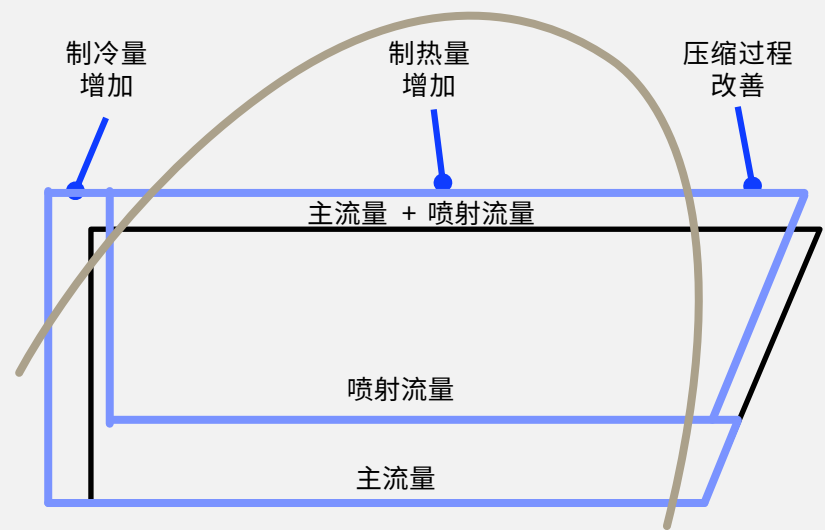 制冷量
增加
制热量
增加
压缩过程
改善
主流量 + 喷射流量
喷射流量
主流量